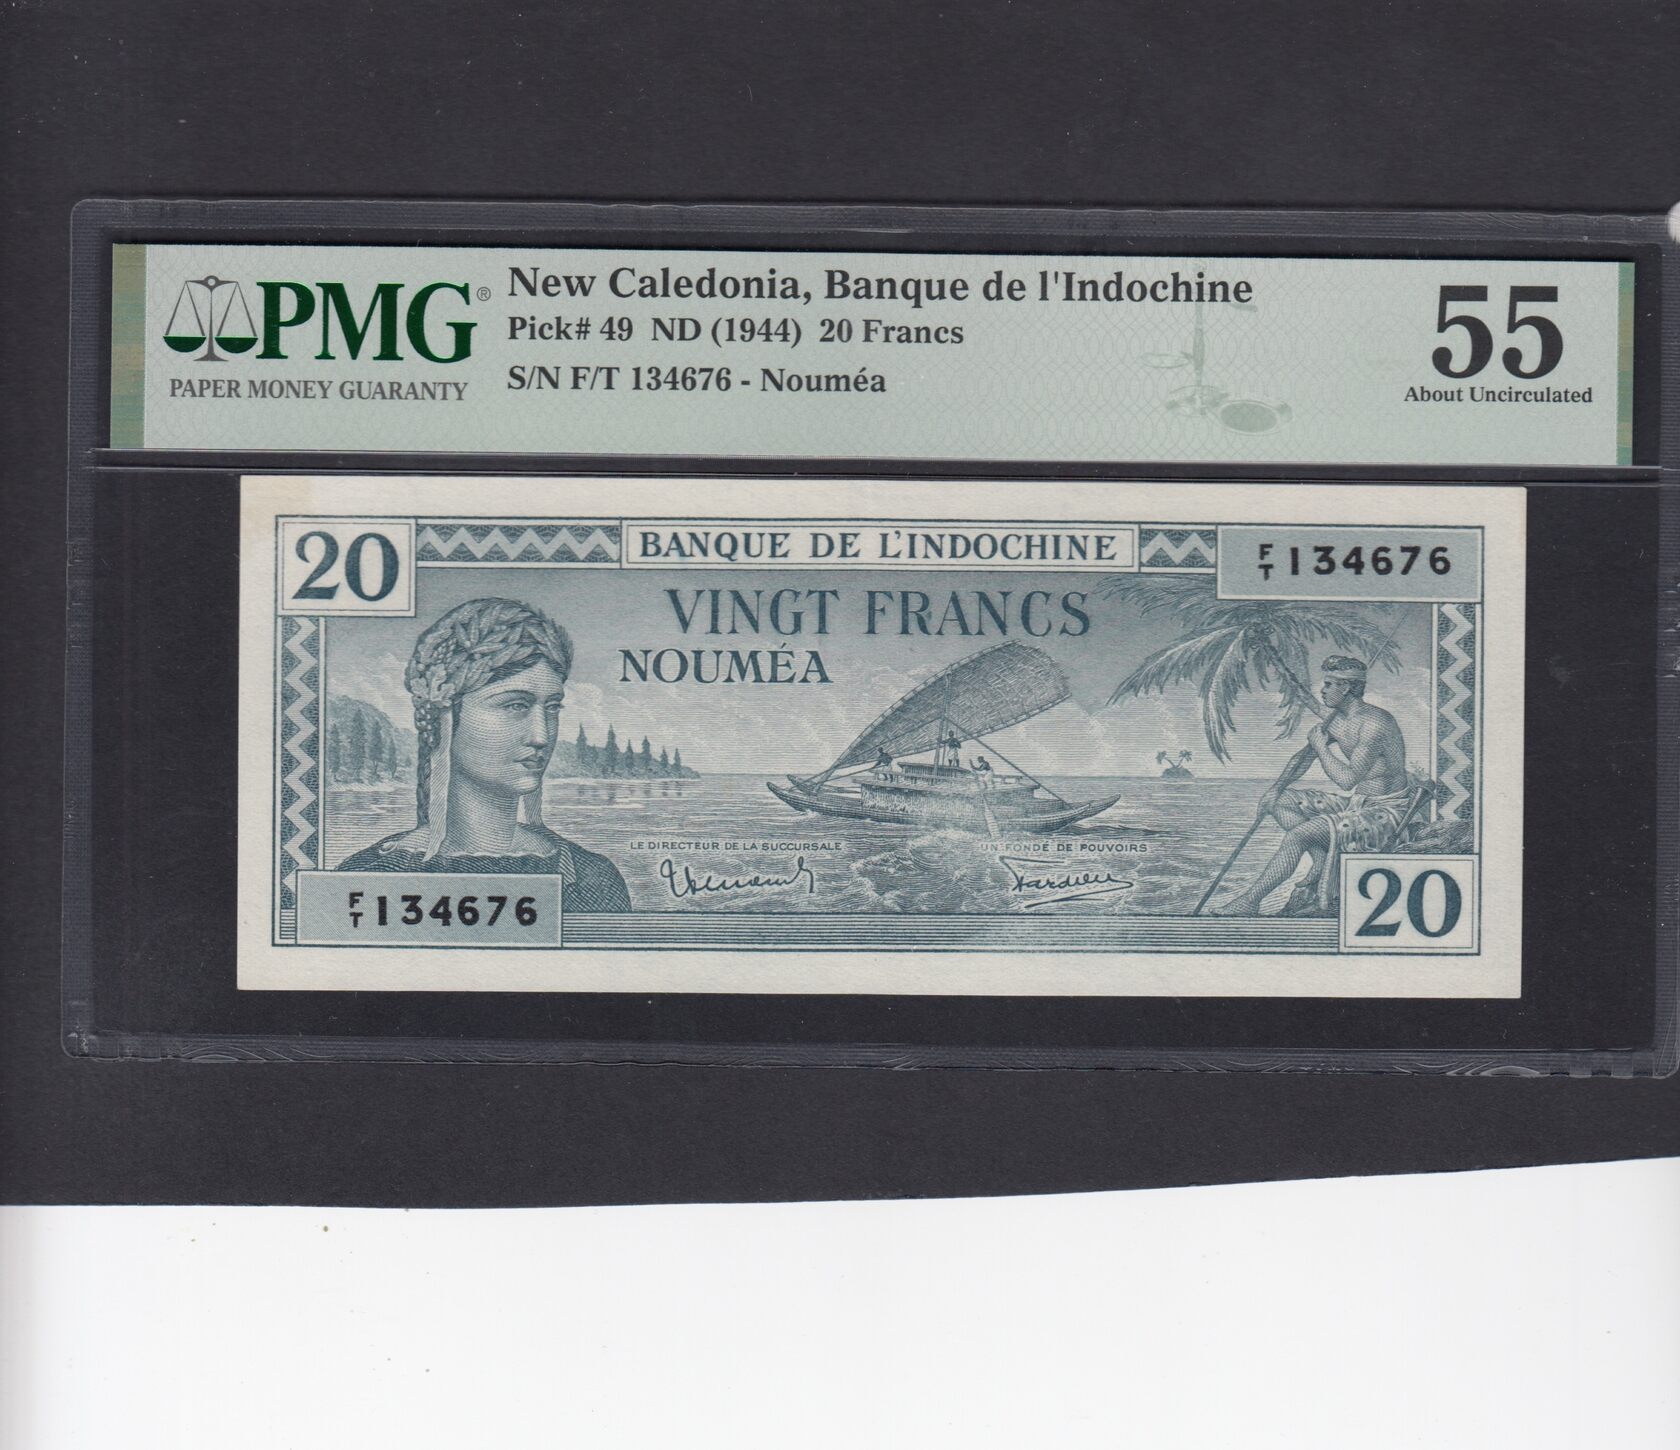 PMG®
PAPER MONEY GUARANTY
New Caledonia, Banque de l'Indochine
Pick# 49 ND (1944) 20 Francs
S/N F/T 134676 - Nouméa
55
About Uncirculated
20
BANQUE DE L'INDOCHINE
F/T 134676
VINGT FRANCS
NOUMÉA
LE DIRECTEUR DE LA SUCCURSALE
UN FONDÉ DE POUVOIRS
F/T 134676
20